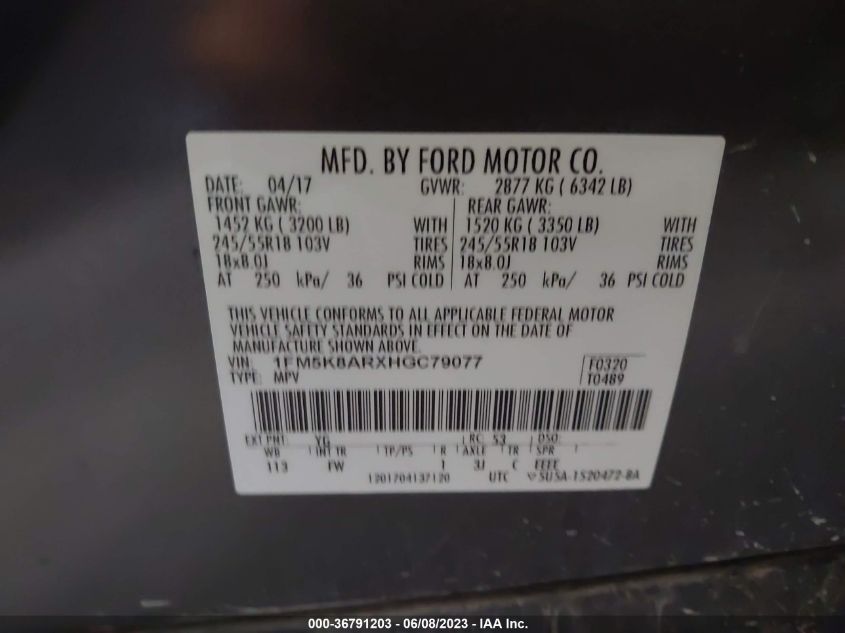 MFD. BY FORD MOTOR CO.
DATE: 04/17 GVWR: 2877 KG ( 6342 LB)
FRONT GAWR: REAR GAWR:
1452 KG ( 3200 LB) WITH 1520 KG ( 3350 LB) WITH
245/55R18 103V TIRES 245/55R18 103V TIRES
18x8.0J RIMS 18x8.0J RIMS
AT 250 kPa/ 36 PSI COLD AT 250 kPa/ 36 PSI COLD
THIS VEHICLE CONFORMS TO ALL APPLICABLE FEDERAL MOTOR
VEHICLE SAFETY STANDARDS IN EFFECT ON THE DATE OF
MANUFACTURE SHOWN ABOVE.
VIN: 1FM5K8ARXHGC79077 F0320
TYPE: MPV T0489
EXT PNT: YG RC: 53 DSO:
WB INT TR TP/PS R AXLE TR SPR
113 FW 1 3J C EEEE
1201704137120 UTC 5U5A-1520472-BA
000-36791203 - 06/08/2023 - IAA Inc.